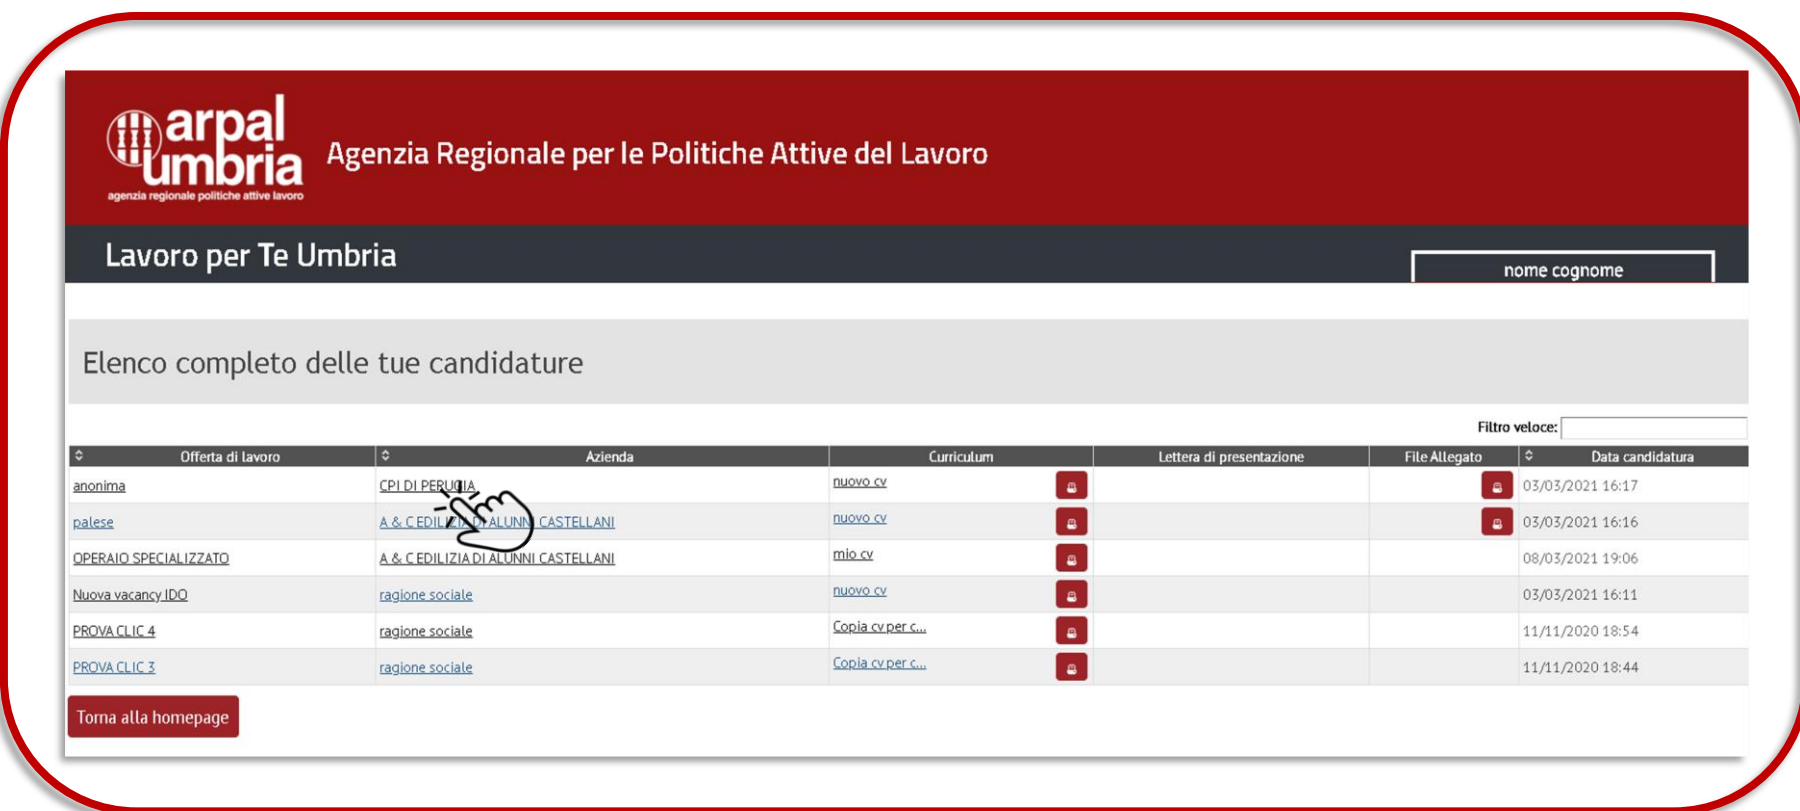 arpal
umbria
agenzia regionale politiche attive lavoro
Agenzia Regionale per le Politiche Attive del Lavoro
Lavoro per Te Umbria
nome cognome
Elenco completo delle tue candidature
Filtro veloce:
Offerta di lavoro Azienda Curriculum Lettera di presentazione File Allegato Data candidatura
anonima CPI DI PERUGIA nuovo cv 03/03/2021 16:17
palese A & C EDILIZIA DI ALUNNI CASTELLANI nuovo cv 03/03/2021 16:16
OPERAIO SPECIALIZZATO A & C EDILIZIA DI ALUNNI CASTELLANI mio cv 08/03/2021 19:06
Nuova vacancy IDO ragione sociale nuovo cv 03/03/2021 16:11
PROVA CLIC 4 ragione sociale Copia cv per c... 11/11/2020 18:54
PROVA CLIC 3 ragione sociale Copia cv per c... 11/11/2020 18:44
Torna alla homepage